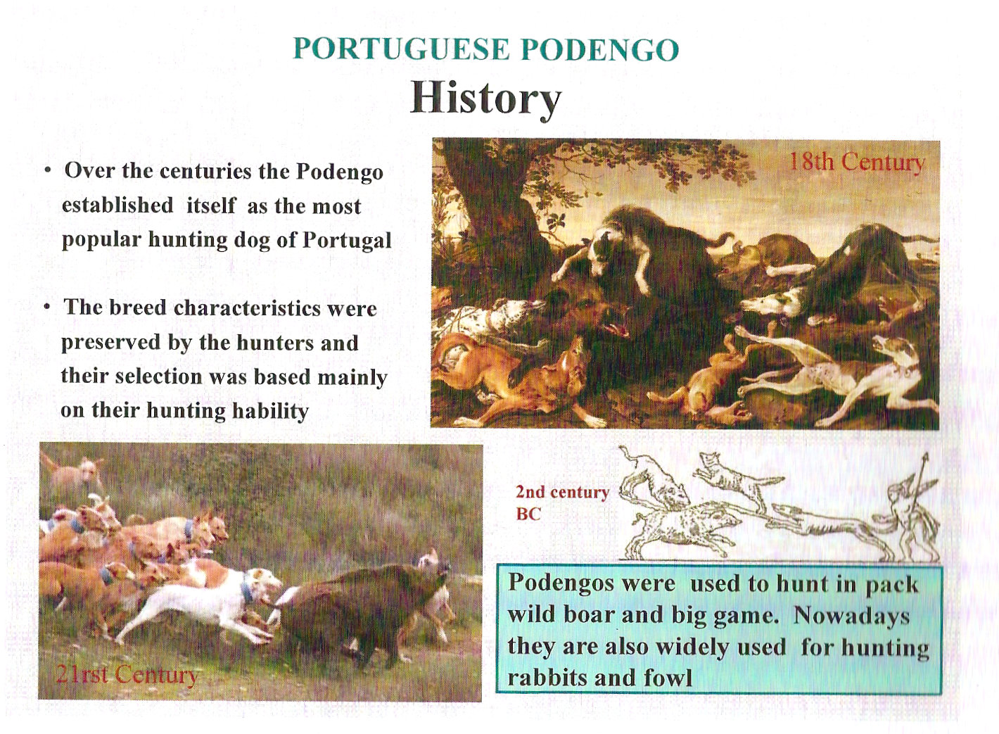 PORTUGUESE PODENGO
History
• Over the centuries the Podengo
established itself as the most
popular hunting dog of Portugal
• The breed characteristics were
preserved by the hunters and
their selection was based mainly
on their hunting hability
18th Century
21rst Century
2nd century
BC
Podengos were used to hunt in pack
wild boar and big game. Nowadays
they are also widely used for hunting
rabbits and fowl